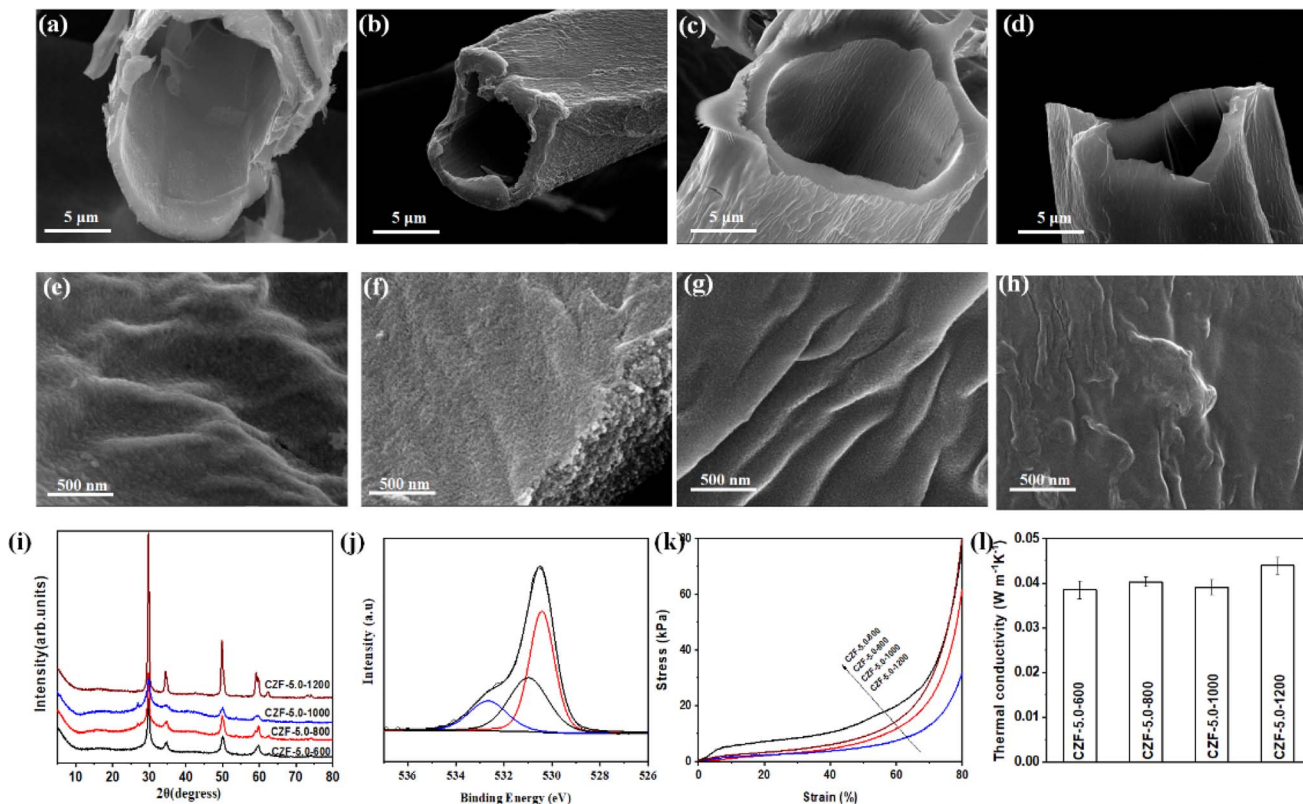 (a)
(b)
(c)
(d)
5 μm
5 μm
5 μm
5 μm
(e)
(f)
(g)
(h)
500 nm
500 nm
500 nm
500 nm
(i)
Intensity(arb.units)
CZF-5.0-1200
CZF-5.0-1000
CZF-5.0-800
CZF-5.0-600
10 20 30 40 50 60 70 80
2θ(degress)
(j)
Intensity (a.u)
536 534 532 530 528 526
Binding Energy (eV)
(k)
Stress (kPa)
80
60
40
20
0
CZF-5.0-800
CZF-5.0-1000
CZF-5.0-1200
0 20 40 60 80
Strain (%)
(l)
Thermal conductivity (W m⁻¹K⁻¹)
0.05
0.04
0.03
0.02
0.01
0.00
CZF-5.0-600
CZF-5.0-800
CZF-5.0-1000
CZF-5.0-1200